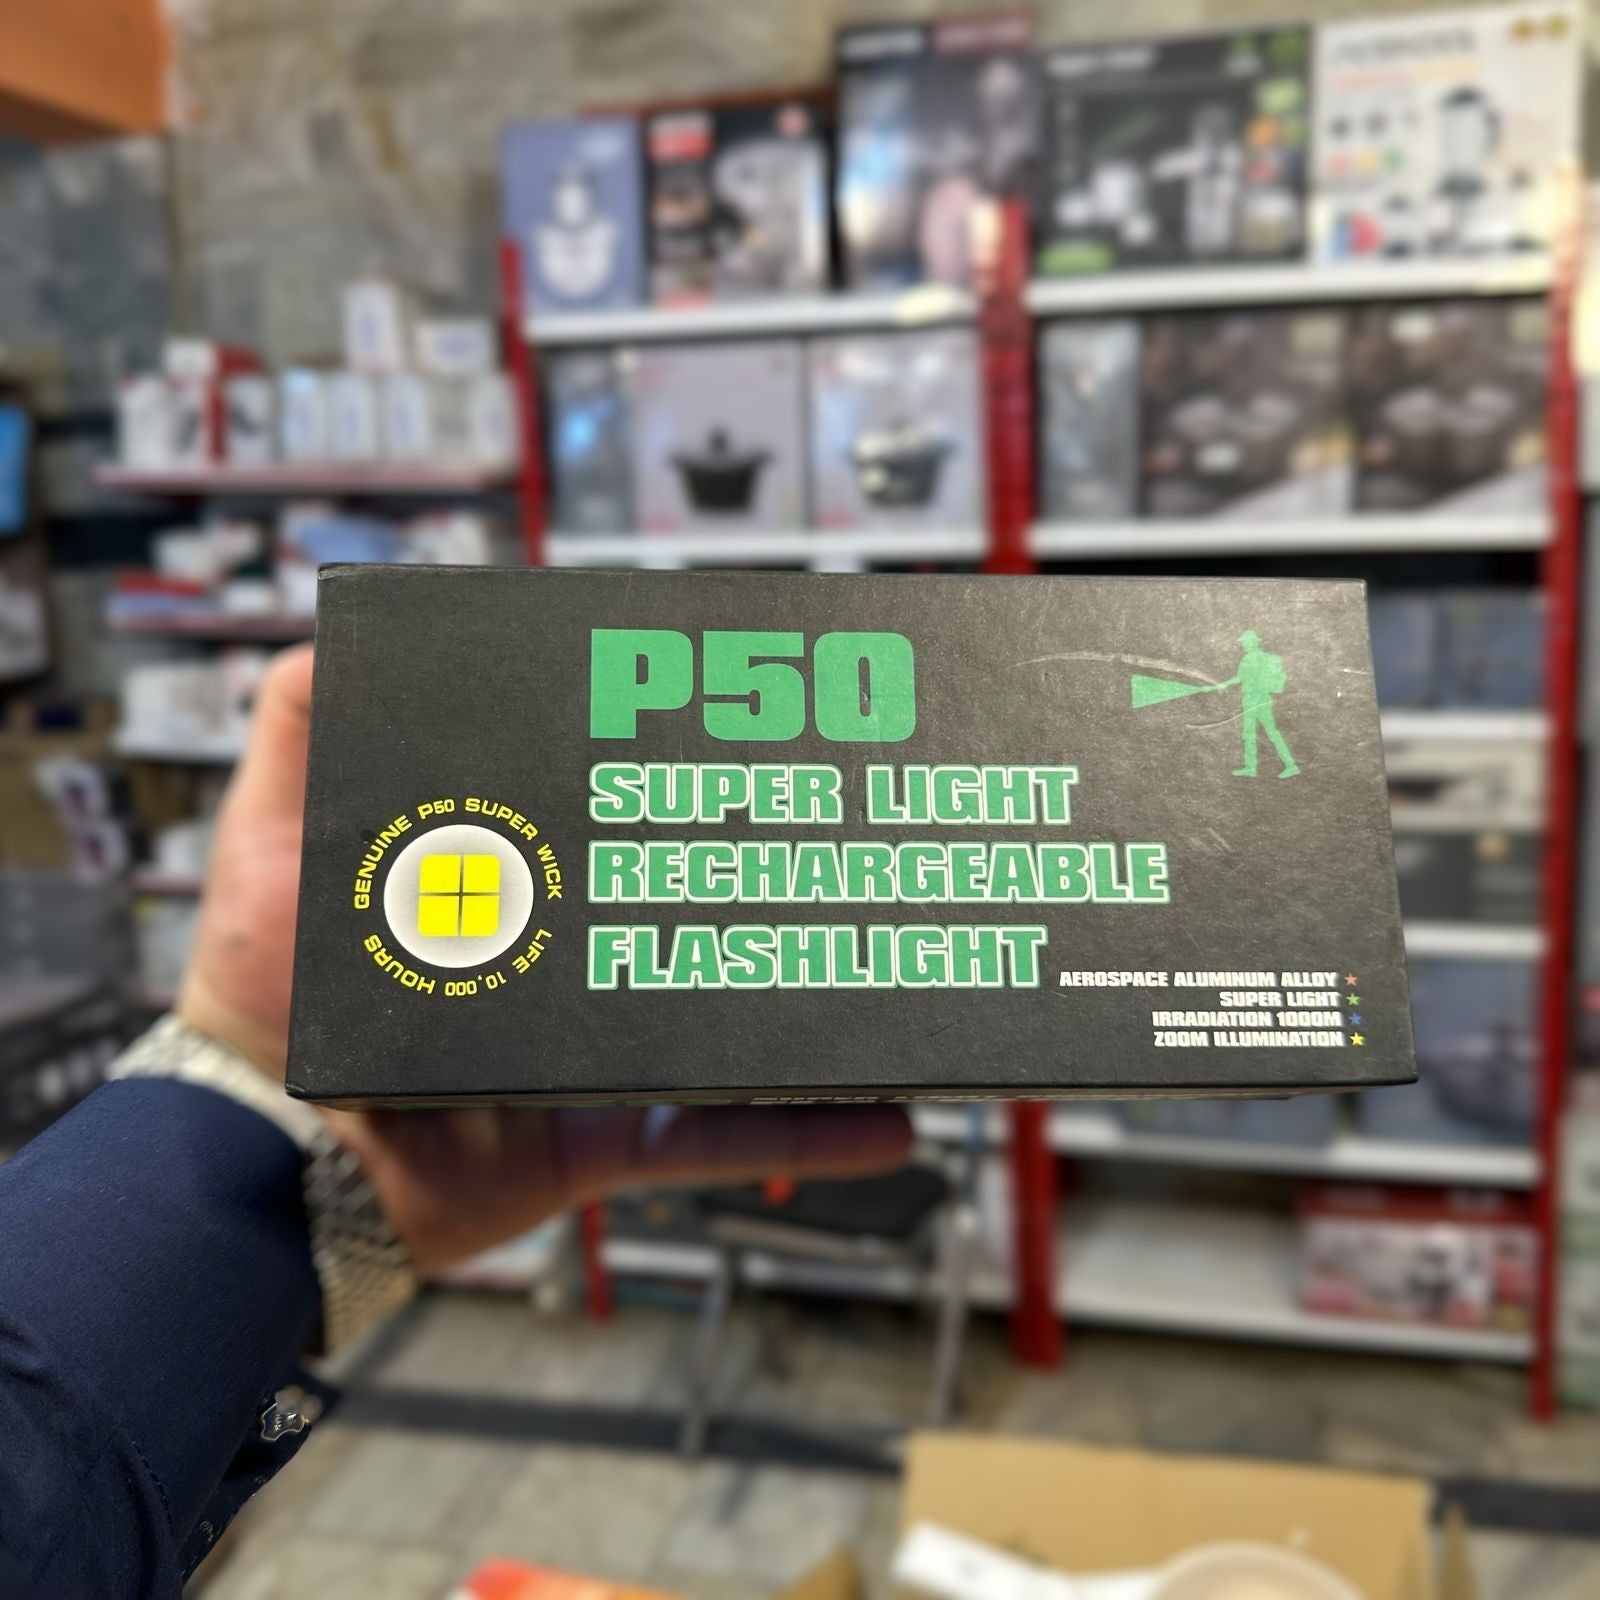 P50
SUPER LIGHT
RECHARGEABLE
FLASHLIGHT
GENUINE P50 SUPER WICK
LIFE 10,000 HOURS
AEROSPACE ALUMINUM ALLOY
SUPER LIGHT
IRRADIATION 1000M
ZOOM ILLUMINATION